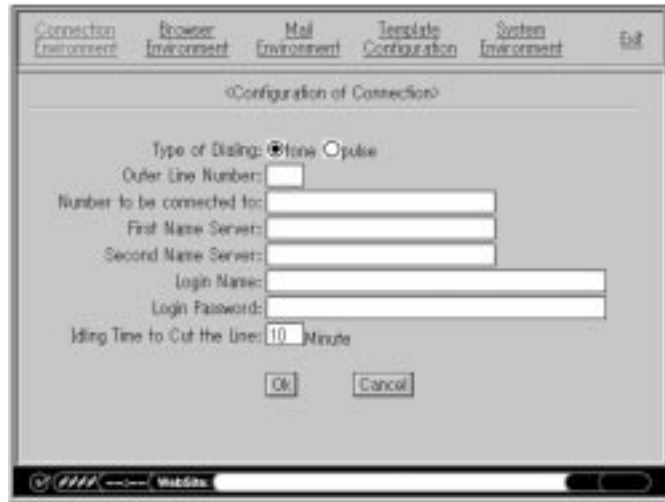 Connection Environment Browser Environment Mail Environment Template Configuration System Environment Exit
<Configuration of Connection>
Type of Dialing: tone pulse
Outer Line Number:
Number to be connected to:
First Name Server:
Second Name Server:
Login Name:
Login Password:
Idling Time to Cut the Line: 10 Minute
Ok Cancel
WebSite: